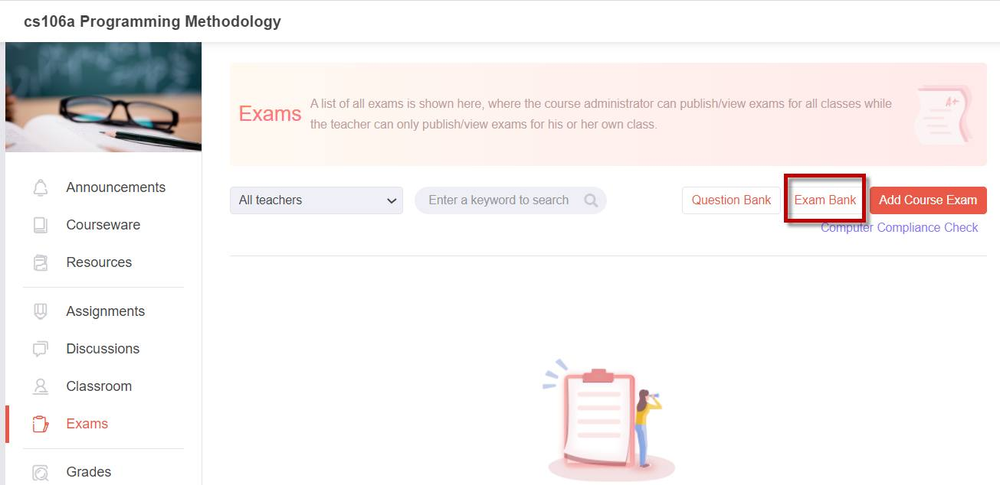 cs106a Programming Methodology
Exams
A list of all exams is shown here, where the course administrator can publish/view exams for all classes while
the teacher can only publish/view exams for his or her own class.
A+
Announcements
Courseware
Resources
Assignments
Discussions
Classroom
Exams
Grades
All teachers
Enter a keyword to search
Question Bank
Exam Bank
Add Course Exam
Computer Compliance Check